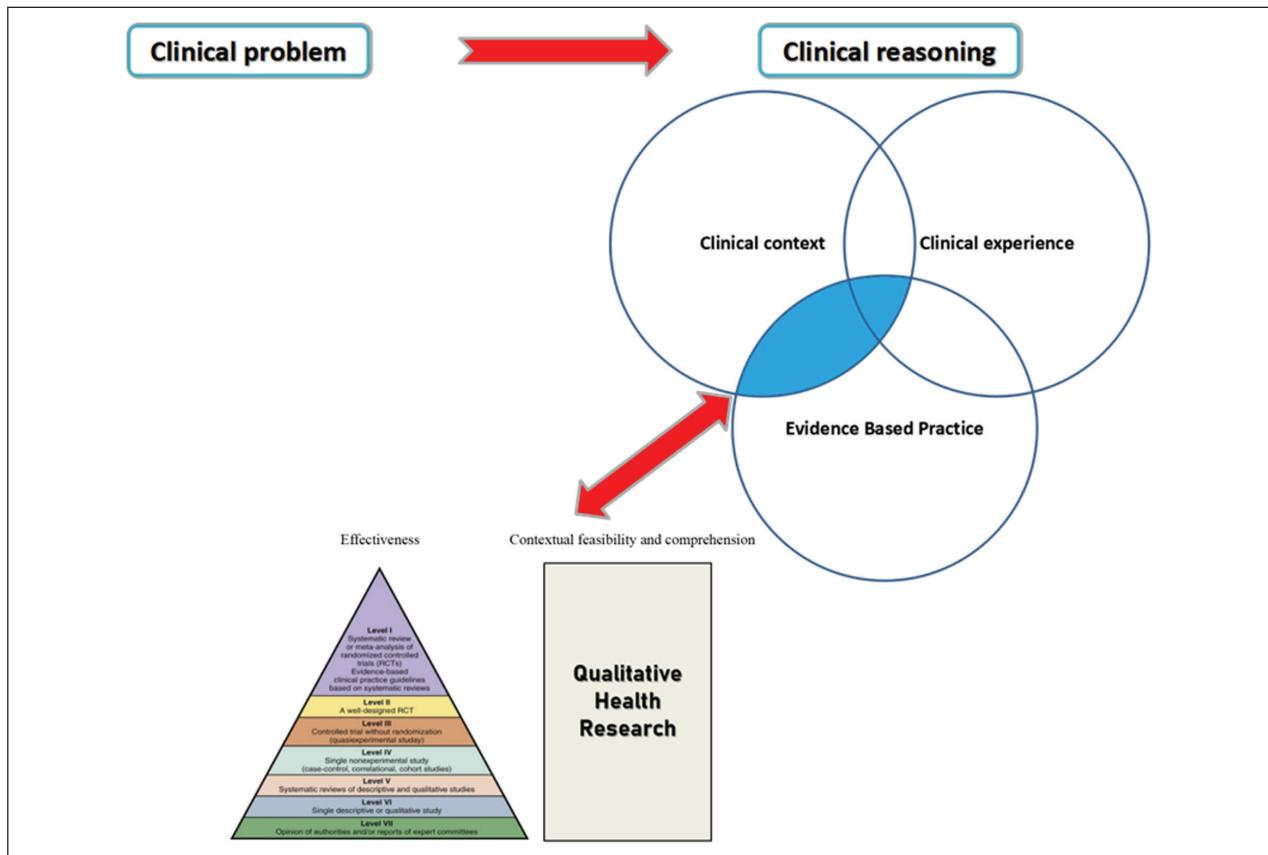 Clinical problem
Clinical reasoning
Clinical context
Clinical experience
Evidence Based Practice
Effectiveness
Contextual feasibility and comprehension
Level I
Systematic review
or meta-analysis of
randomized controlled
trials (RCTs)
Evidence-based
clinical practice guidelines
based on systematic reviews
Level II
A well-designed RCT
Level III
Controlled trial without randomization
(quasiexperimental studay)
Level IV
Single nonexperimental study
(case-control, correlational, cohort studies)
Level V
Systematic reviews of descriptive and qualitative studies
Level VI
Single descriptive or qualitative study
Level VII
Opinion of authorities and/or reports of expert committees
Qualitative
Health
Research